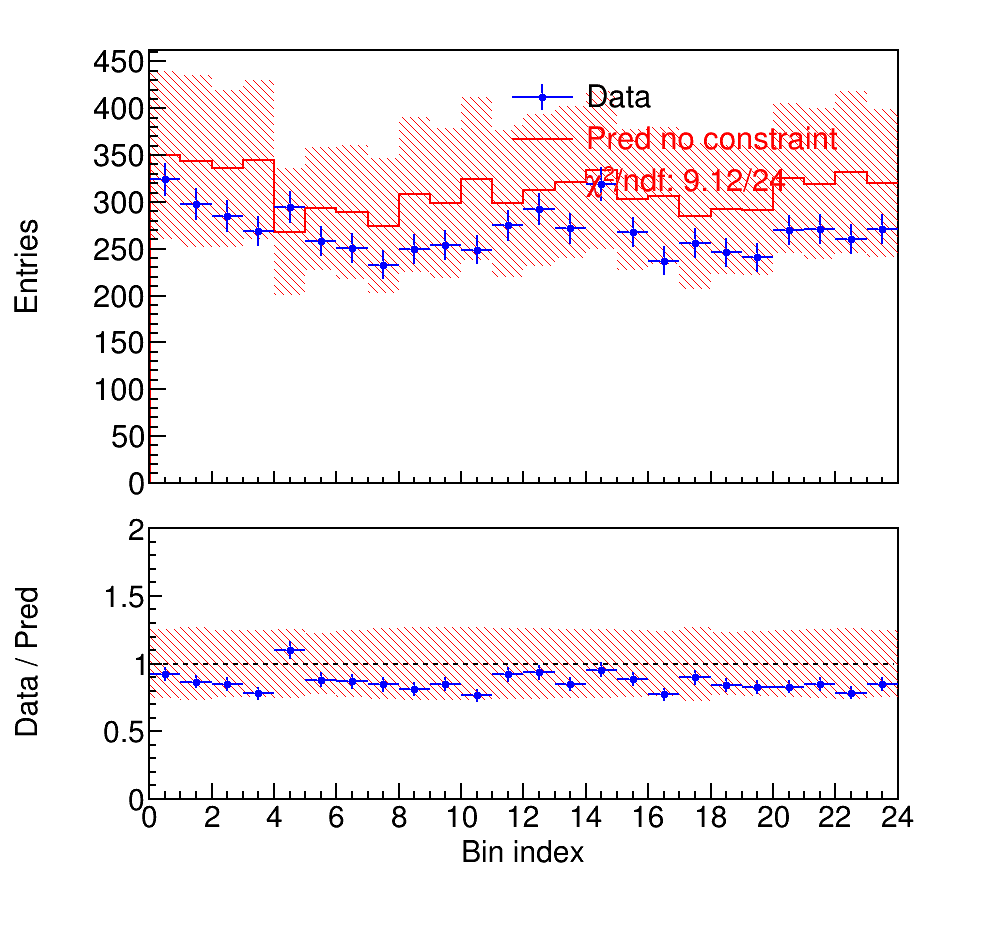 Entries
450
400
350
300
250
200
150
100
50
0
Data
Pred no constraint
χ²/ndf: 9.12/24
Data / Pred
2
1.5
1
0.5
0
0 2 4 6 8 10 12 14 16 18 20 22 24
Bin index